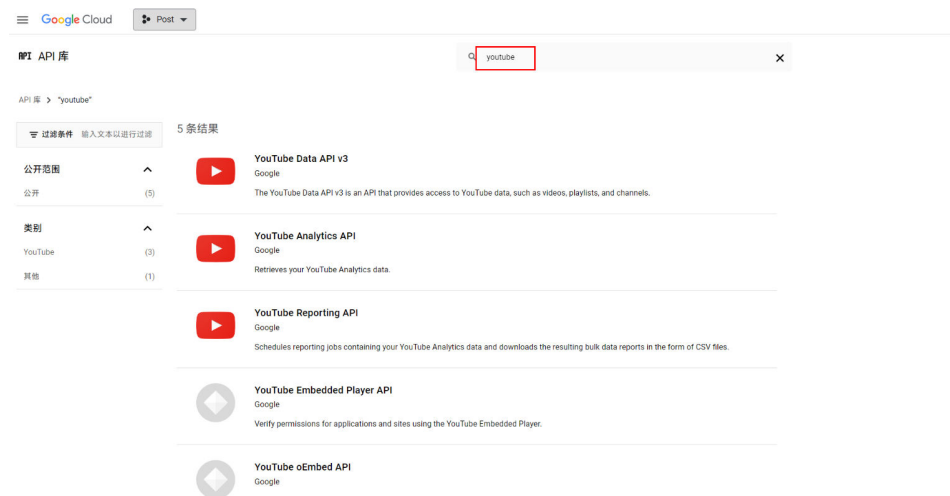 Google Cloud
Post
API API 库
youtube
API 库 > "youtube"
过滤条件 输入文本以进行过滤
5 条结果
公开范围
公开 (5)
类别
YouTube (3)
其他 (1)
YouTube Data API v3
Google
The YouTube Data API v3 is an API that provides access to YouTube data, such as videos, playlists, and channels.
YouTube Analytics API
Google
Retrieves your YouTube Analytics data.
YouTube Reporting API
Google
Schedules reporting jobs containing your YouTube Analytics data and downloads the resulting bulk data reports in the form of CSV files.
YouTube Embedded Player API
Google
Verify permissions for applications and sites using the YouTube Embedded Player.
YouTube oEmbed API
Google